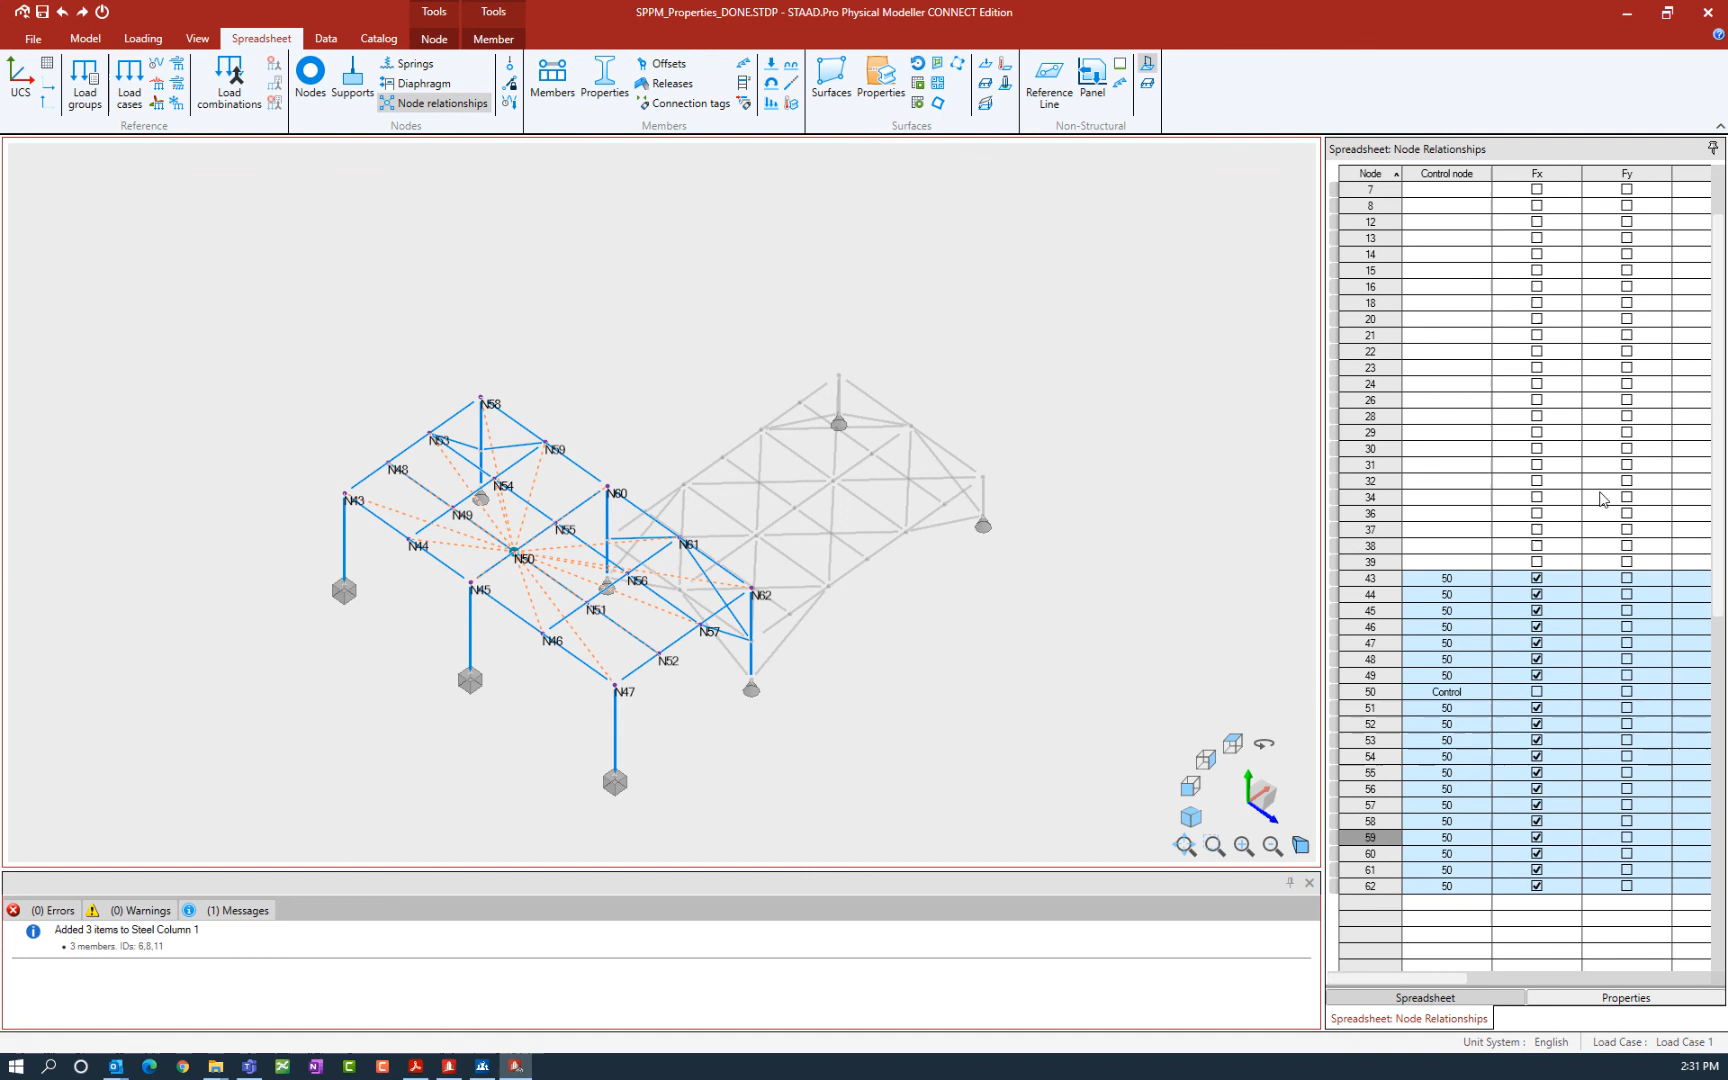 Tools Tools SPPM_Properties_DONE.STDP - STAAD.Pro Physical Modeller CONNECT Edition
File Model Loading View Spreadsheet Data Catalog Node Member
UCS
Load groups
Load cases
Load combinations
Reference
Nodes
Supports
Springs
Diaphragm
Node relationships
Nodes
Members
Properties
Offsets
Releases
Connection tags
Members
Surfaces
Properties
Surfaces
Reference Line
Panel
Non-Structural
N58
N53
N59
N48
N54
N60
N43
N49
N55
N44
N50
N61
N56
N45
N62
N51
N46
N57
N52
N47
(0) Errors (0) Warnings (1) Messages
Added 3 items to Steel Column 1
• 3 members. IDs: 6,8,11
Spreadsheet: Node Relationships
Node Control node Fx Fy
7
8
12
13
14
15
16
18
20
21
22
23
24
26
28
29
30
31
32
34
36
37
38
39
43 50
44 50
45 50
46 50
47 50
48 50
49 50
50 Control
51 50
52 50
53 50
54 50
55 50
56 50
57 50
58 50
59 50
60 50
61 50
62 50
Spreadsheet Properties
Spreadsheet: Node Relationships
Unit System : English Load Case : Load Case 1
2:31 PM